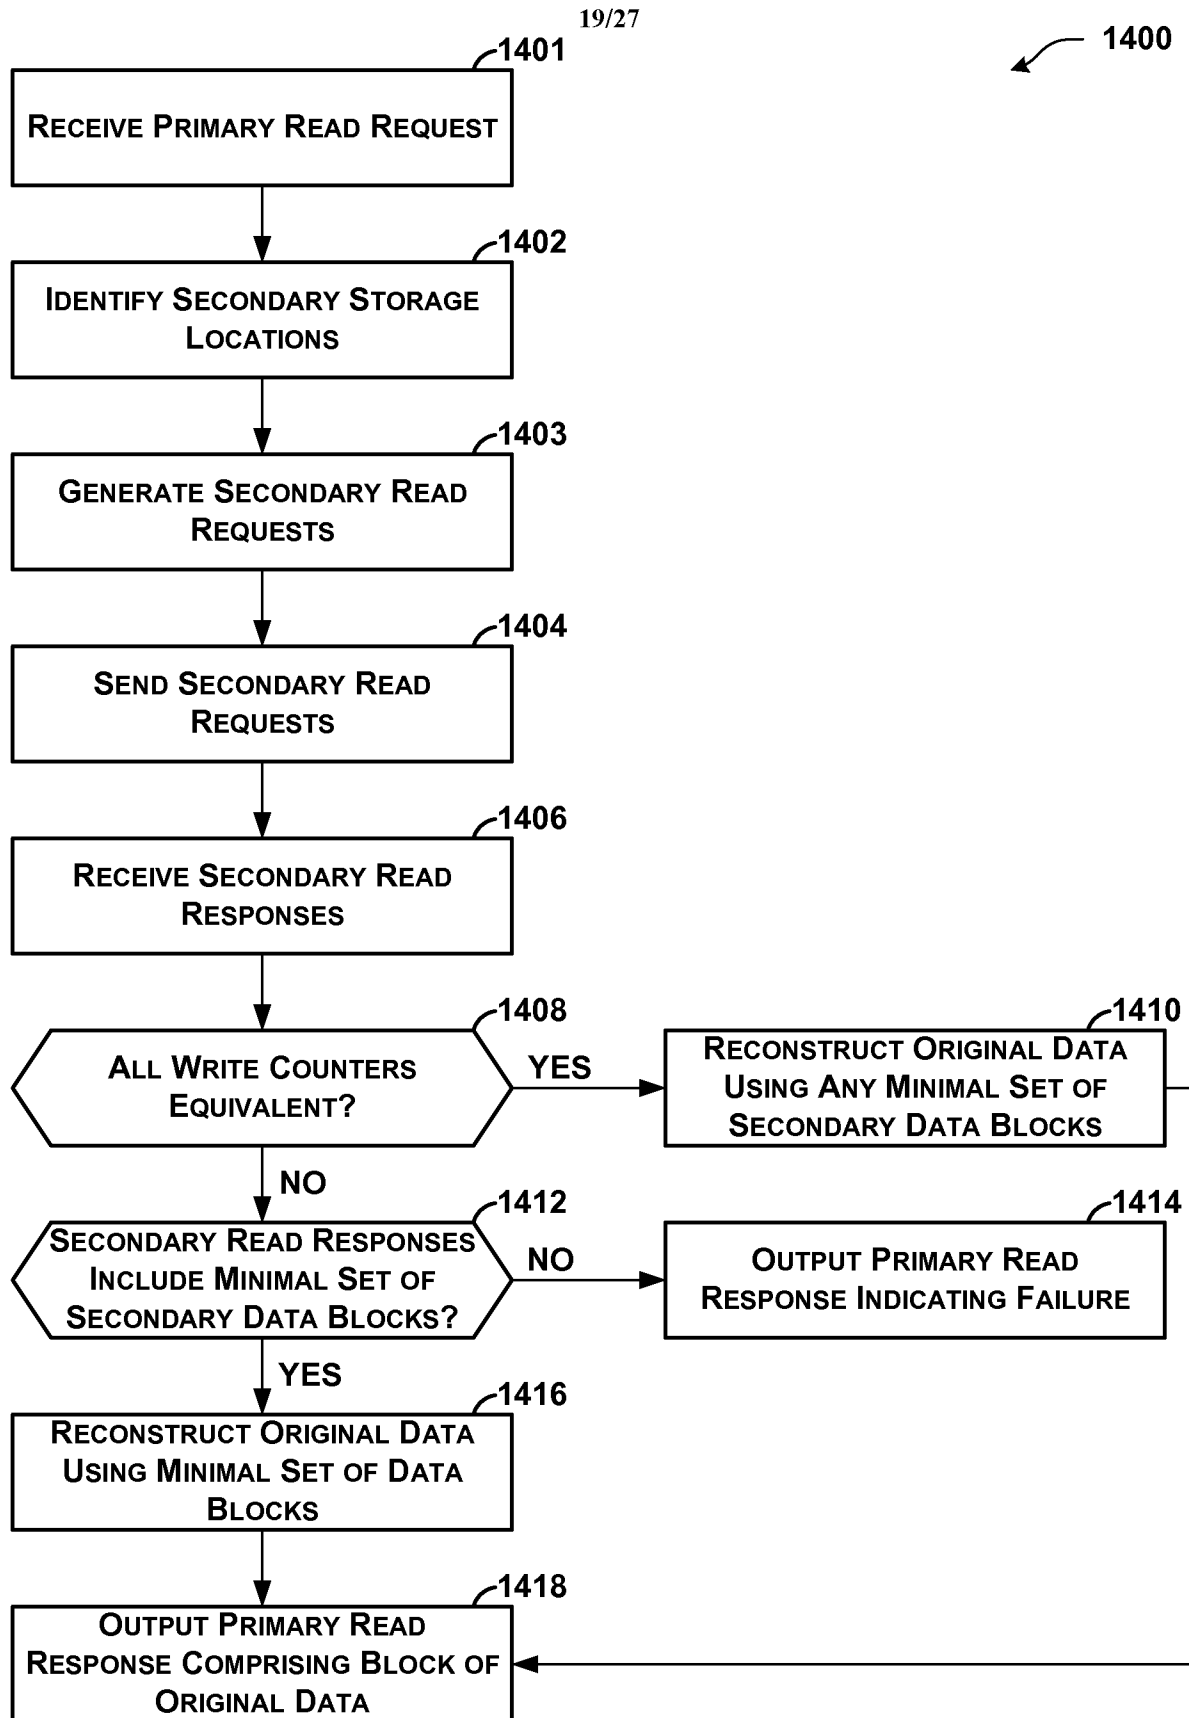 19/27
1400
1401
RECEIVE PRIMARY READ REQUEST
1402
IDENTIFY SECONDARY STORAGE
LOCATIONS
1403
GENERATE SECONDARY READ
REQUESTS
1404
SEND SECONDARY READ
REQUESTS
1406
RECEIVE SECONDARY READ
RESPONSES
1408
ALL WRITE COUNTERS
EQUIVALENT?
YES
1410
RECONSTRUCT ORIGINAL DATA
USING ANY MINIMAL SET OF
SECONDARY DATA BLOCKS
NO
1412
SECONDARY READ RESPONSES
INCLUDE MINIMAL SET OF
SECONDARY DATA BLOCKS?
NO
1414
OUTPUT PRIMARY READ
RESPONSE INDICATING FAILURE
YES
1416
RECONSTRUCT ORIGINAL DATA
USING MINIMAL SET OF DATA
BLOCKS
1418
OUTPUT PRIMARY READ
RESPONSE COMPRISING BLOCK OF
ORIGINAL DATA